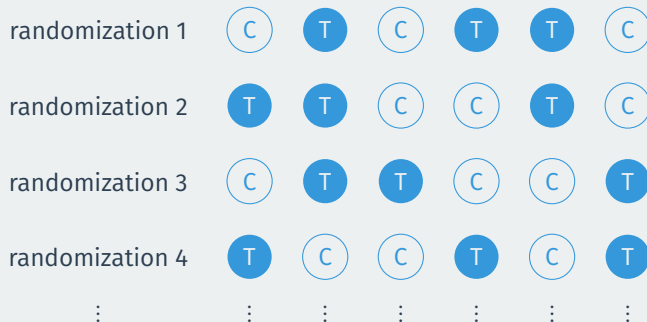 randomization 1 C T C T T C
randomization 2 T T C C T C
randomization 3 C T T C C T
randomization 4 T C C T C T
⋮ ⋮ ⋮ ⋮ ⋮ ⋮ ⋮